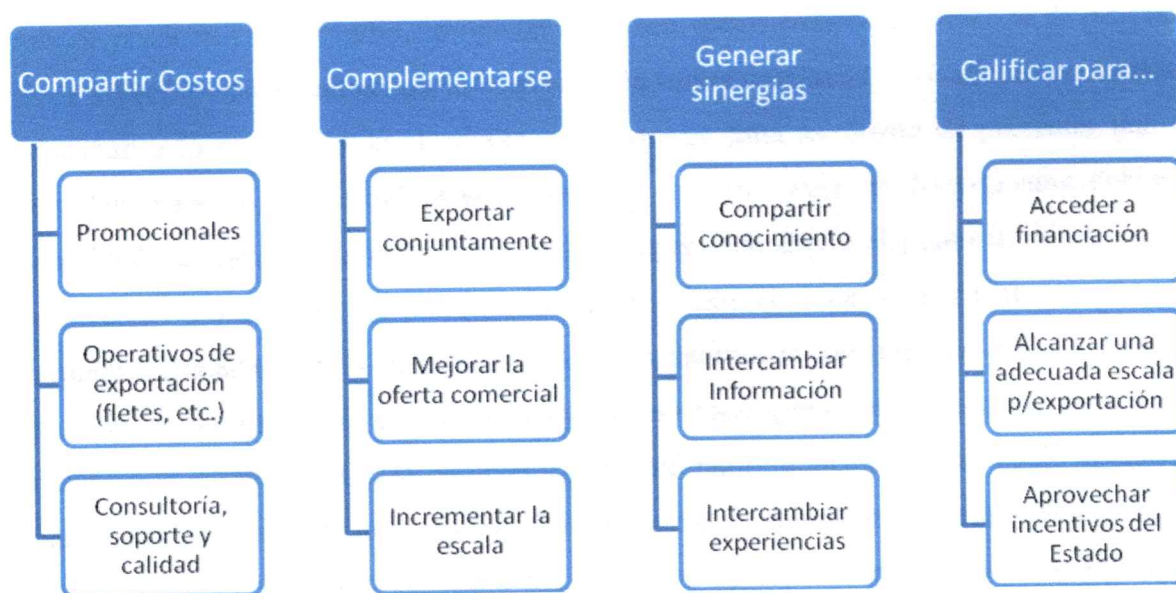 Compartir Costos
Promocionales
Operativos de
exportación
(fletes, etc.)
Consultoría,
soporte y
calidad
Complementarse
Exportar
conjuntamente
Mejorar la
oferta comercial
Incrementar la
escala
Generar
sinergias
Compartir
conocimiento
Intercambiar
Información
Intercambiar
experiencias
Calificar para...
Acceder a
financiación
Alcanzar una
adecuada escala
p/exportación
Aprovechar
incentivos del
Estado